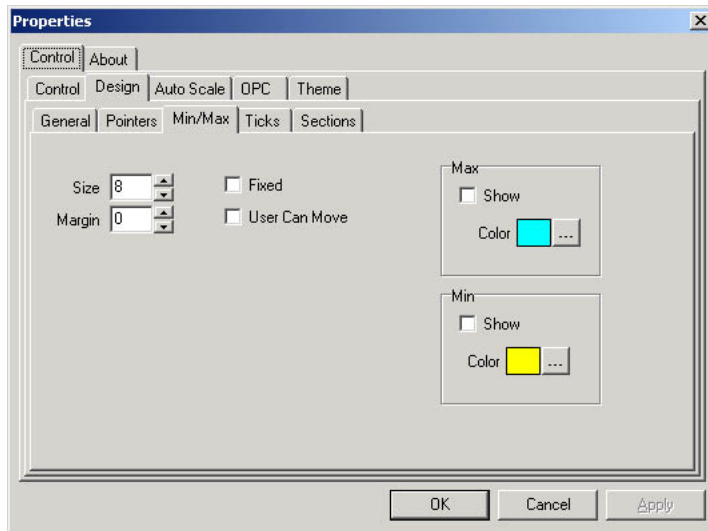 Properties
Control About
Control Design Auto Scale OPC Theme
General Pointers Min/Max Ticks Sections
Size 8
Margin 0
Fixed
User Can Move
Max
Show
Color ...
Min
Show
Color ...
OK Cancel Apply